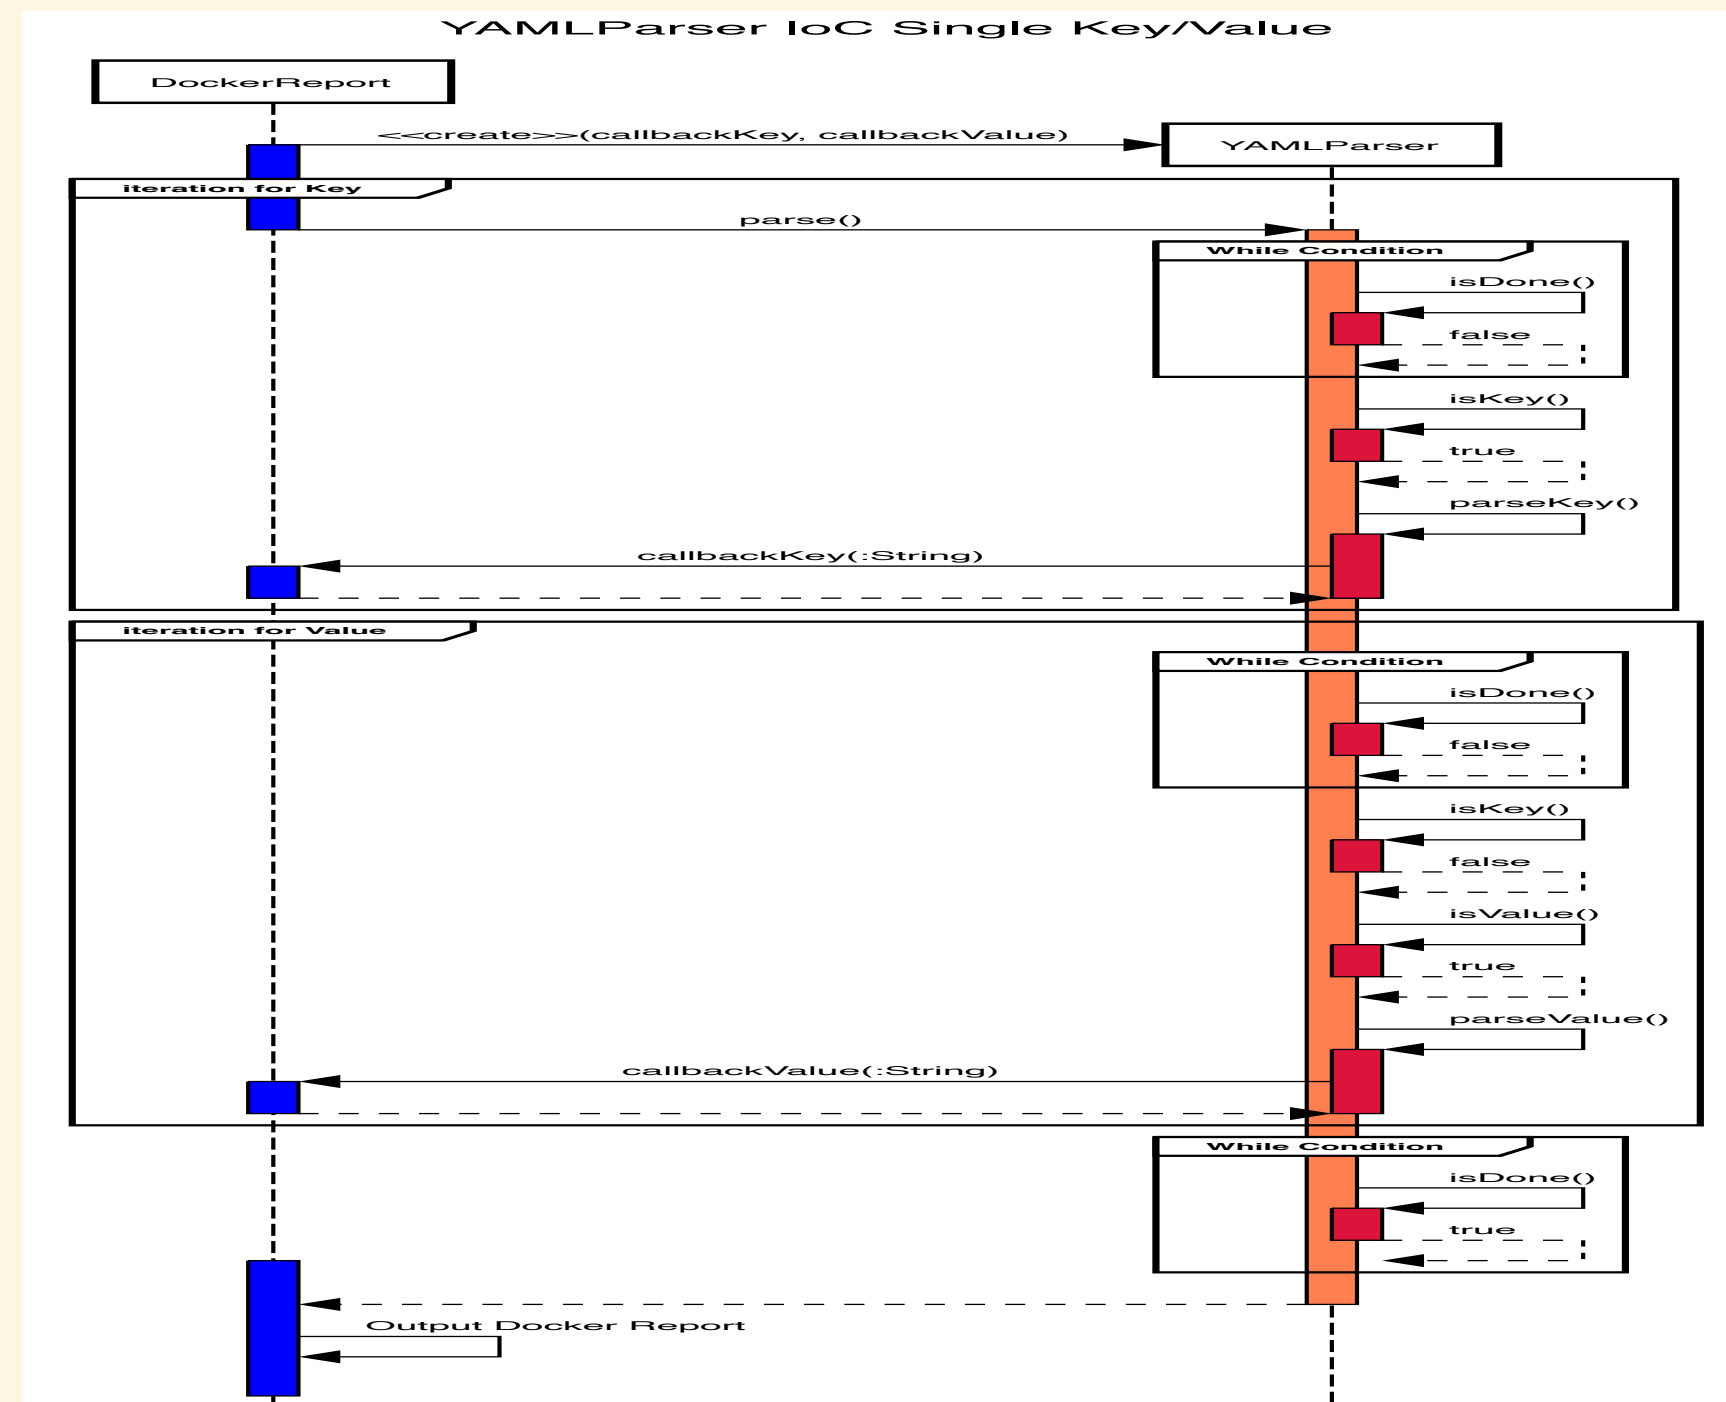 YAMLParser IoC Single Key/Value
DockerReport
<<create>>(callbackKey, callbackValue)
YAMLParser
iteration for Key
parse()
While Condition
isDone()
false
isKey()
true
parseKey()
callbackKey(:String)
iteration for Value
While Condition
isDone()
false
isKey()
false
isValue()
true
parseValue()
callbackValue(:String)
While Condition
isDone()
true
Output Docker Report